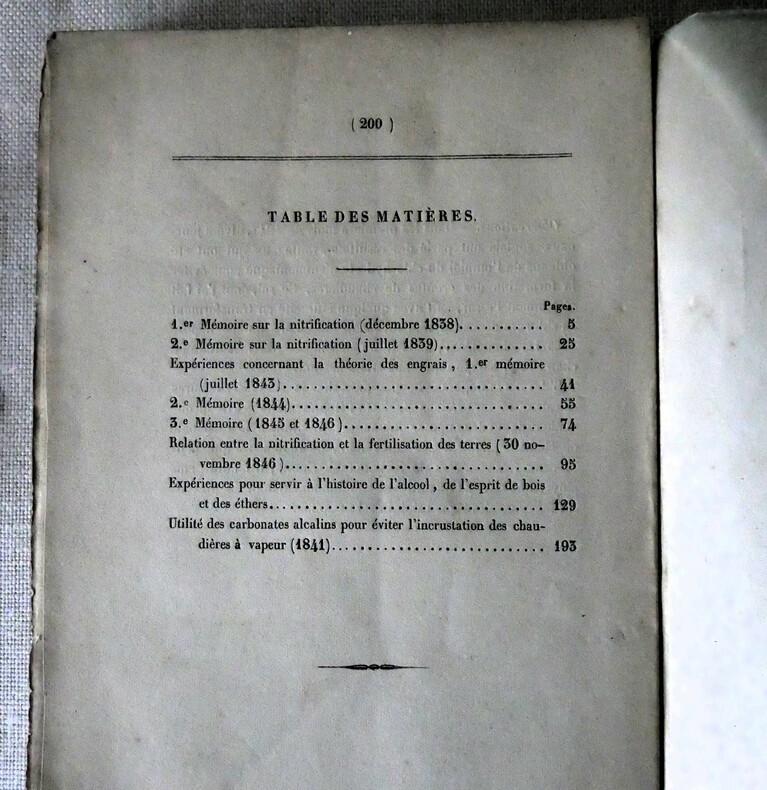 ( 200 )
TABLE DES MATIÈRES.
Pages.
1.er Mémoire sur la nitrification (décembre 1838)........... 5
2.e Mémoire sur la nitrification (juillet 1839).............. 25
Expériences concernant la théorie des engrais, 1.er mémoire
(juillet 1843)................................. 41
2.e Mémoire (1844)................................ 55
3.e Mémoire (1845 et 1846)......................... 74
Relation entre la nitrification et la fertilisation des terres (30 no-
vembre 1846)................................. 95
Expériences pour servir à l'histoire de l'alcool, de l'esprit de bois
et des éthers................................... 129
Utilité des carbonates alcalins pour éviter l'incrustation des chau-
dières à vapeur (1841)........................... 193